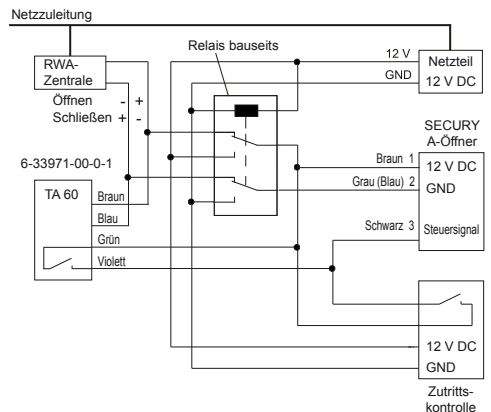 Netzzuleitung
Relais bauseits
RWA-
Zentrale
Öffnen - +
Schließen + -
12 V
GND
Netzteil
12 V DC
SECURY
A-Öffner
6-33971-00-0-1
TA 60
Braun
Blau
Grün
Violett
Braun 1
Grau (Blau) 2
Schwarz 3
12 V DC
GND
Steuersignal
12 V DC
GND
Zutritts-
kontrolle